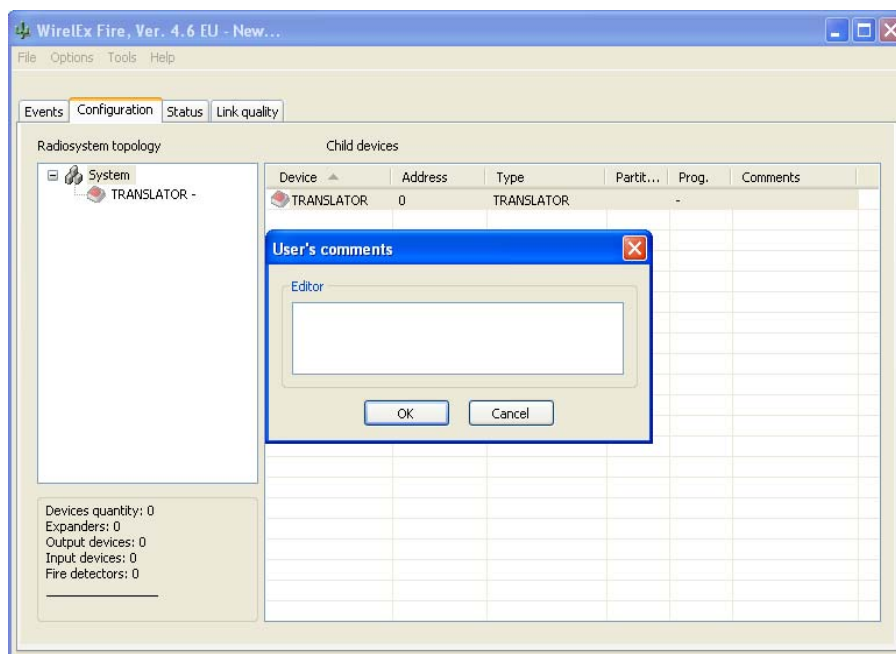 WirelEx Fire, Ver. 4.6 EU - New...
File Options Tools Help
Events Configuration Status Link quality
Radiosystem topology
Child devices
System
TRANSLATOR -
Device Address Type Partit... Prog. Comments
TRANSLATOR 0 TRANSLATOR -
User's comments
Editor
OK Cancel
Devices quantity: 0
Expanders: 0
Output devices: 0
Input devices: 0
Fire detectors: 0